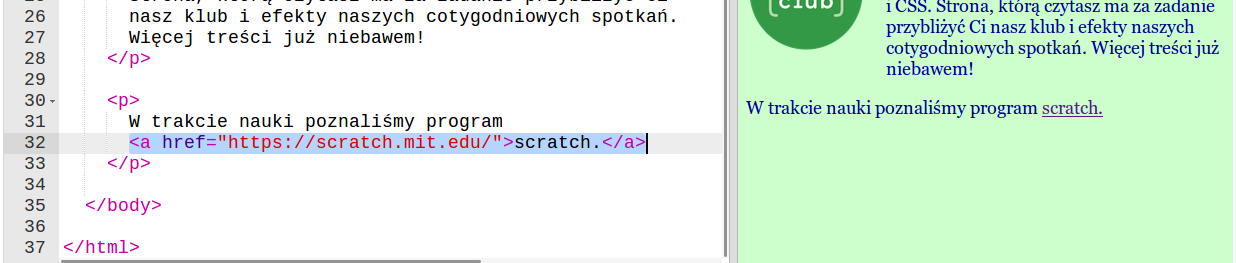 26 nasz klub i efekty naszych cotygodniowych spotkań.
27 Więcej treści już niebawem!
28 </p>
29
30 <p>
31 W trakcie nauki poznaliśmy program
32 <a href="https://scratch.mit.edu/">scratch.</a>
33 </p>
34
35 </body>
36
37 </html>
club
i CSS. Strona, którą czytasz ma za zadanie
przybliżyć Ci nasz klub i efekty naszych
cotygodniowych spotkań. Więcej treści już
niebawem!
W trakcie nauki poznaliśmy program scratch.